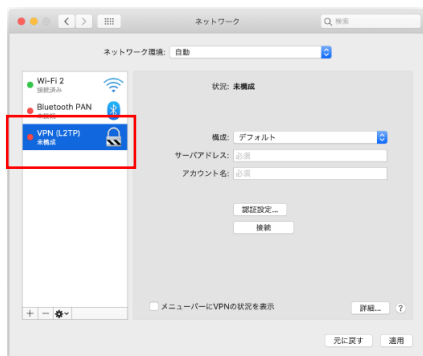 ネットワーク
検索
ネットワーク環境: 自動
Wi-Fi 2
接続済み
Bluetooth PAN
VPN (L2TP)
未構成
状況: 未構成
構成: デフォルト
サーバアドレス: 必須
アカウント名: 必須
認証設定...
接続
メニューバーにVPNの状況を表示
詳細... ?
元に戻す 適用